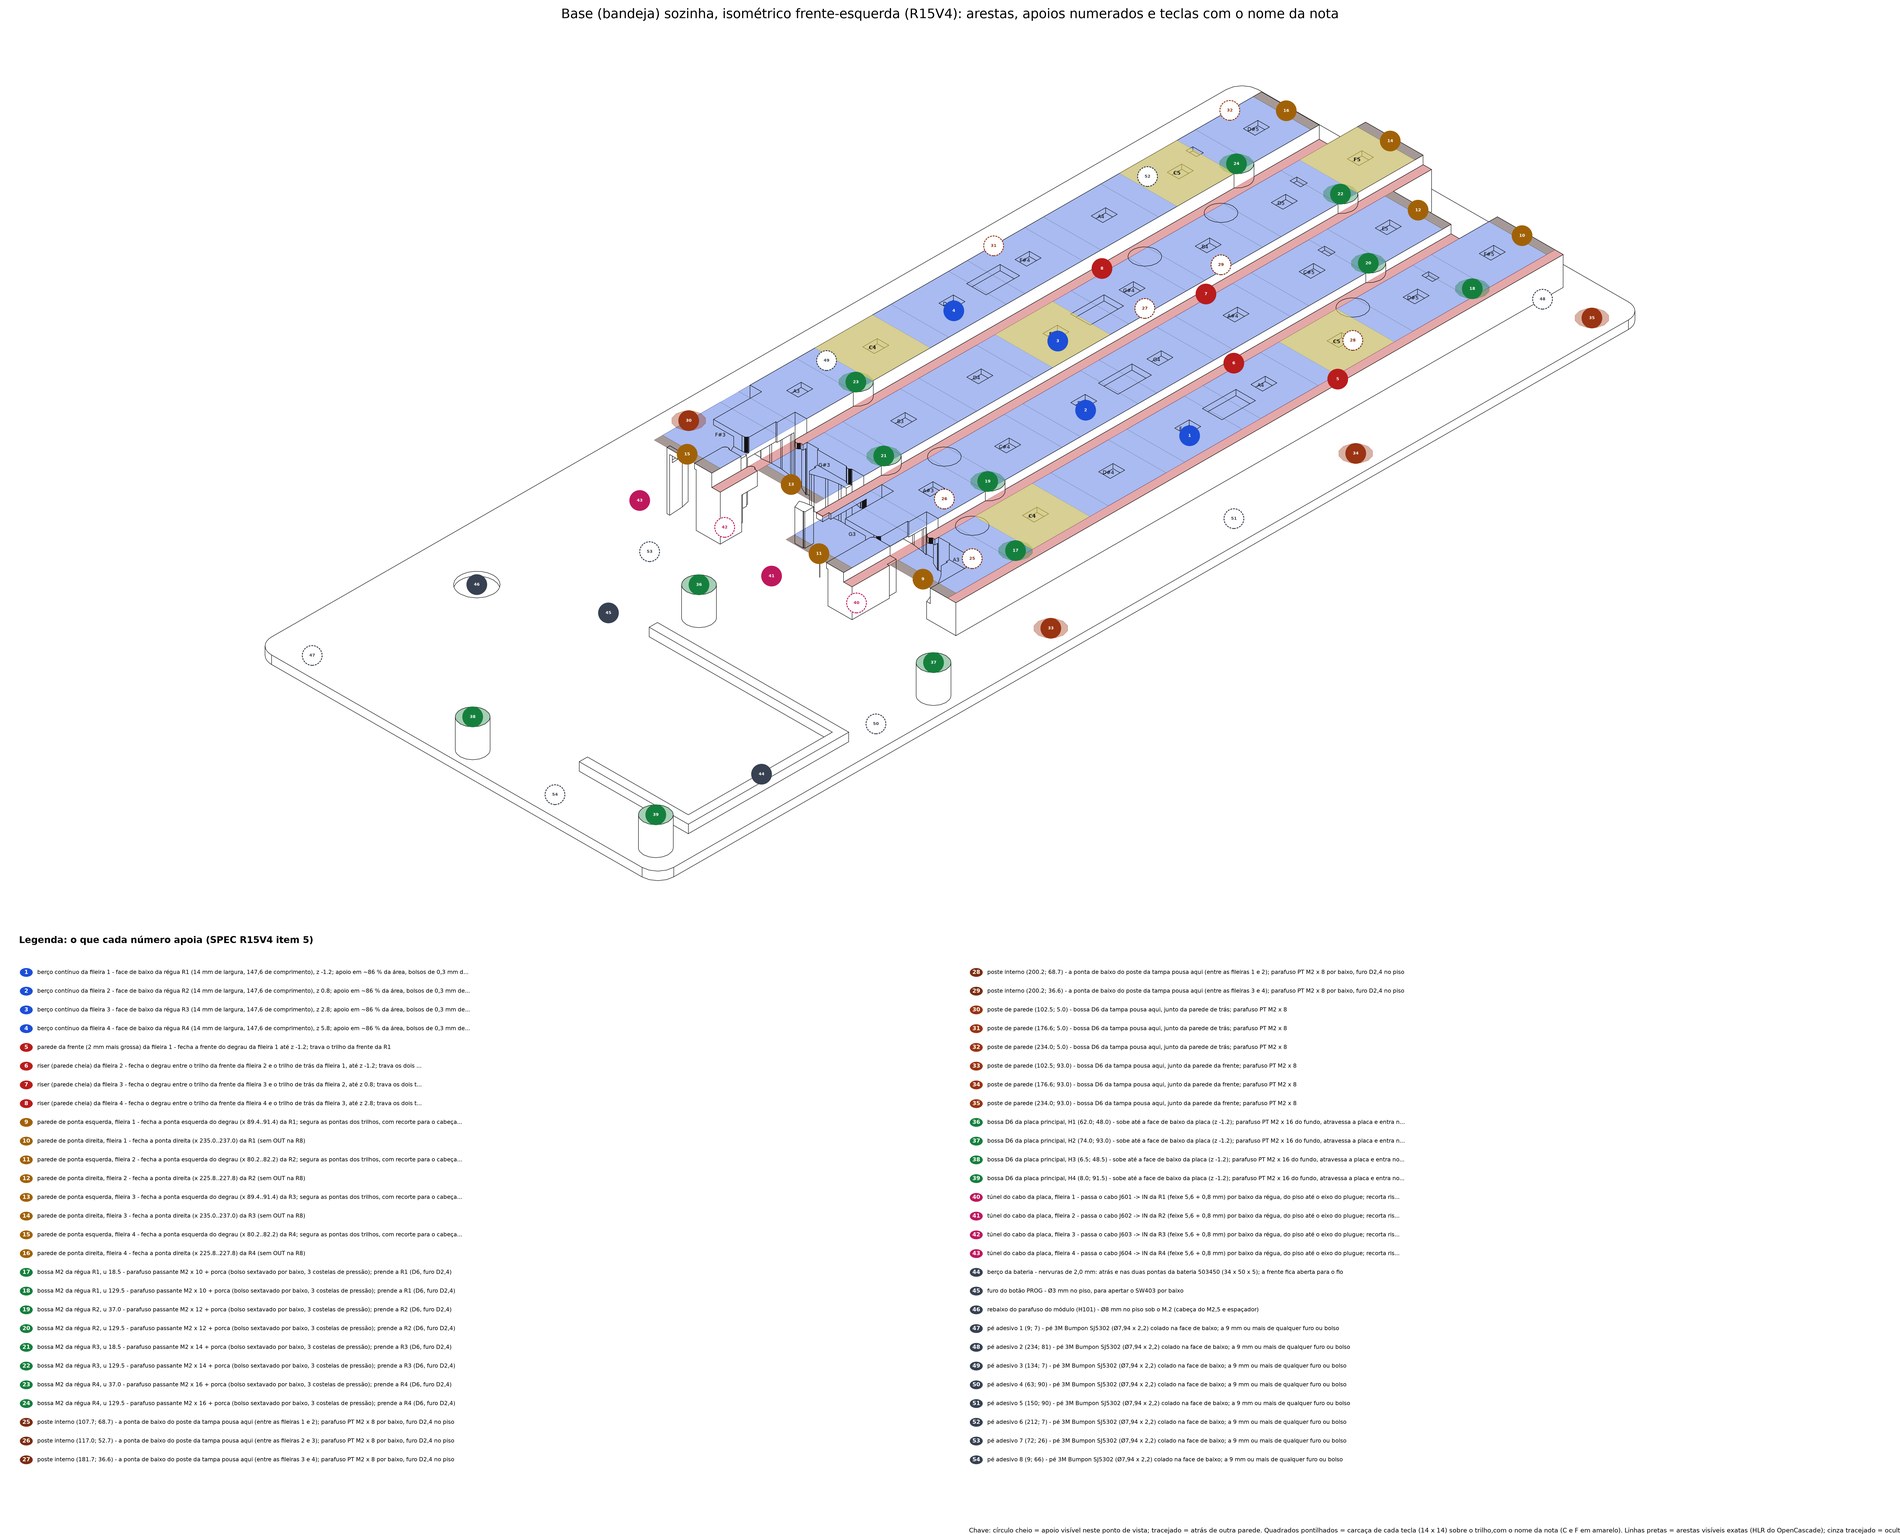 Base (bandeja) sozinha, isométrico frente-esquerda (R15V4): arestas, apoios numerados e teclas com o nome da nota
Legenda: o que cada número apoia (SPEC R15V4 item 5)
1 berço contínuo da fileira 1 - face de baixo da régua R1 (14 mm de largura, 147,6 de comprimento), z -1.2; apoio em ~86 % da área, bolsos de 0,3 mm d...
2 berço contínuo da fileira 2 - face de baixo da régua R2 (14 mm de largura, 147,6 de comprimento), z 0.8; apoio em ~86 % da área, bolsos de 0,3 mm de...
3 berço contínuo da fileira 3 - face de baixo da régua R3 (14 mm de largura, 147,6 de comprimento), z 2.8; apoio em ~86 % da área, bolsos de 0,3 mm de...
4 berço contínuo da fileira 4 - face de baixo da régua R4 (14 mm de largura, 147,6 de comprimento), z 5.8; apoio em ~86 % da área, bolsos de 0,3 mm de...
5 parede da frente (2 mm mais grossa) da fileira 1 - fecha a frente do degrau da fileira 1 até z -1.2; trava o trilho da frente da R1
6 riser (parede cheia) da fileira 2 - fecha o degrau entre o trilho da frente da fileira 2 e o trilho de trás da fileira 1, até z -1.2; trava os dois ...
7 riser (parede cheia) da fileira 3 - fecha o degrau entre o trilho da frente da fileira 3 e o trilho de trás da fileira 2, até z 0.8; trava os dois t...
8 riser (parede cheia) da fileira 4 - fecha o degrau entre o trilho da frente da fileira 4 e o trilho de trás da fileira 3, até z 2.8; trava os dois t...
9 parede de ponta esquerda, fileira 1 - fecha a ponta esquerda do degrau (x 89.4..91.4) da R1; segura as pontas dos trilhos, com recorte para o cabeça...
10 parede de ponta direita, fileira 1 - fecha a ponta direita (x 235.0..237.0) da R1 (sem OUT na R8)
11 parede de ponta esquerda, fileira 2 - fecha a ponta esquerda do degrau (x 80.2..82.2) da R2; segura as pontas dos trilhos, com recorte para o cabeça...
12 parede de ponta direita, fileira 2 - fecha a ponta direita (x 225.8..227.8) da R2 (sem OUT na R8)
13 parede de ponta esquerda, fileira 3 - fecha a ponta esquerda do degrau (x 89.4..91.4) da R3; segura as pontas dos trilhos, com recorte para o cabeça...
14 parede de ponta direita, fileira 3 - fecha a ponta direita (x 235.0..237.0) da R3 (sem OUT na R8)
15 parede de ponta esquerda, fileira 4 - fecha a ponta esquerda do degrau (x 80.2..82.2) da R4; segura as pontas dos trilhos, com recorte para o cabeça...
16 parede de ponta direita, fileira 4 - fecha a ponta direita (x 225.8..227.8) da R4 (sem OUT na R8)
17 bossa M2 da régua R1, u 18.5 - parafuso passante M2 x 10 + porca (bolso sextavado por baixo, 3 costelas de pressão); prende a R1 (D6, furo D2,4)
18 bossa M2 da régua R1, u 129.5 - parafuso passante M2 x 10 + porca (bolso sextavado por baixo, 3 costelas de pressão); prende a R1 (D6, furo D2,4)
19 bossa M2 da régua R2, u 37.0 - parafuso passante M2 x 12 + porca (bolso sextavado por baixo, 3 costelas de pressão); prende a R2 (D6, furo D2,4)
20 bossa M2 da régua R2, u 129.5 - parafuso passante M2 x 12 + porca (bolso sextavado por baixo, 3 costelas de pressão); prende a R2 (D6, furo D2,4)
21 bossa M2 da régua R3, u 18.5 - parafuso passante M2 x 14 + porca (bolso sextavado por baixo, 3 costelas de pressão); prende a R3 (D6, furo D2,4)
22 bossa M2 da régua R3, u 129.5 - parafuso passante M2 x 14 + porca (bolso sextavado por baixo, 3 costelas de pressão); prende a R3 (D6, furo D2,4)
23 bossa M2 da régua R4, u 37.0 - parafuso passante M2 x 16 + porca (bolso sextavado por baixo, 3 costelas de pressão); prende a R4 (D6, furo D2,4)
24 bossa M2 da régua R4, u 129.5 - parafuso passante M2 x 16 + porca (bolso sextavado por baixo, 3 costelas de pressão); prende a R4 (D6, furo D2,4)
25 poste interno (107.7; 68.7) - a ponta de baixo do poste da tampa pousa aqui (entre as fileiras 1 e 2); parafuso PT M2 x 8 por baixo, furo D2,4 no piso
26 poste interno (117.0; 52.7) - a ponta de baixo do poste da tampa pousa aqui (entre as fileiras 2 e 3); parafuso PT M2 x 8 por baixo, furo D2,4 no piso
27 poste interno (181.7; 36.6) - a ponta de baixo do poste da tampa pousa aqui (entre as fileiras 3 e 4); parafuso PT M2 x 8 por baixo, furo D2,4 no piso
28 poste interno (200.2; 68.7) - a ponta de baixo do poste da tampa pousa aqui (entre as fileiras 1 e 2); parafuso PT M2 x 8 por baixo, furo D2,4 no piso
29 poste interno (200.2; 36.6) - a ponta de baixo do poste da tampa pousa aqui (entre as fileiras 3 e 4); parafuso PT M2 x 8 por baixo, furo D2,4 no piso
30 poste de parede (102.5; 5.0) - bossa D6 da tampa pousa aqui, junto da parede de trás; parafuso PT M2 x 8
31 poste de parede (176.6; 5.0) - bossa D6 da tampa pousa aqui, junto da parede de trás; parafuso PT M2 x 8
32 poste de parede (234.0; 5.0) - bossa D6 da tampa pousa aqui, junto da parede de trás; parafuso PT M2 x 8
33 poste de parede (102.5; 93.0) - bossa D6 da tampa pousa aqui, junto da parede da frente; parafuso PT M2 x 8
34 poste de parede (176.6; 93.0) - bossa D6 da tampa pousa aqui, junto da parede da frente; parafuso PT M2 x 8
35 poste de parede (234.0; 93.0) - bossa D6 da tampa pousa aqui, junto da parede da frente; parafuso PT M2 x 8
36 bossa D6 da placa principal, H1 (62.0; 48.0) - sobe até a face de baixo da placa (z -1.2); parafuso PT M2 x 16 do fundo, atravessa a placa e entra n...
37 bossa D6 da placa principal, H2 (74.0; 93.0) - sobe até a face de baixo da placa (z -1.2); parafuso PT M2 x 16 do fundo, atravessa a placa e entra no...
38 bossa D6 da placa principal, H3 (6.5; 48.5) - sobe até a face de baixo da placa (z -1.2); parafuso PT M2 x 16 do fundo, atravessa a placa e entra no...
39 bossa D6 da placa principal, H4 (8.0; 91.5) - sobe até a face de baixo da placa (z -1.2); parafuso PT M2 x 16 do fundo, atravessa a placa e entra no...
40 túnel do cabo da placa, fileira 1 - passa o cabo J601 -> IN da R1 (feixe 5,6 + 0,8 mm) por baixo da régua, do piso até o eixo do plugue; recorta ris...
41 túnel do cabo da placa, fileira 2 - passa o cabo J602 -> IN da R2 (feixe 5,6 + 0,8 mm) por baixo da régua, do piso até o eixo do plugue; recorta ris...
42 túnel do cabo da placa, fileira 3 - passa o cabo J603 -> IN da R3 (feixe 5,6 + 0,8 mm) por baixo da régua, do piso até o eixo do plugue; recorta ris...
43 túnel do cabo da placa, fileira 4 - passa o cabo J604 -> IN da R4 (feixe 5,6 + 0,8 mm) por baixo da régua, do piso até o eixo do plugue; recorta ris...
44 berço da bateria - nervuras de 2,0 mm: atrás e nas duas pontas da bateria 503450 (34 x 50 x 5); a frente fica aberta para o fio
45 furo do botão PROG - Ø3 mm no piso, para apertar o SW403 por baixo
46 rebaixo do parafuso do módulo (H101) - Ø8 mm no piso sob o M.2 (cabeça do M2,5 e espaçador)
47 pé adesivo 1 (9; 7) - pé 3M Bumpon SJ5302 (Ø7,94 x 2,2) colado na face de baixo; a 9 mm ou mais de qualquer furo ou bolso
48 pé adesivo 2 (234; 81) - pé 3M Bumpon SJ5302 (Ø7,94 x 2,2) colado na face de baixo; a 9 mm ou mais de qualquer furo ou bolso
49 pé adesivo 3 (134; 7) - pé 3M Bumpon SJ5302 (Ø7,94 x 2,2) colado na face de baixo; a 9 mm ou mais de qualquer furo ou bolso
50 pé adesivo 4 (63; 90) - pé 3M Bumpon SJ5302 (Ø7,94 x 2,2) colado na face de baixo; a 9 mm ou mais de qualquer furo ou bolso
51 pé adesivo 5 (150; 90) - pé 3M Bumpon SJ5302 (Ø7,94 x 2,2) colado na face de baixo; a 9 mm ou mais de qualquer furo ou bolso
52 pé adesivo 6 (212; 7) - pé 3M Bumpon SJ5302 (Ø7,94 x 2,2) colado na face de baixo; a 9 mm ou mais de qualquer furo ou bolso
53 pé adesivo 7 (72; 26) - pé 3M Bumpon SJ5302 (Ø7,94 x 2,2) colado na face de baixo; a 9 mm ou mais de qualquer furo ou bolso
54 pé adesivo 8 (9; 66) - pé 3M Bumpon SJ5302 (Ø7,94 x 2,2) colado na face de baixo; a 9 mm ou mais de qualquer furo ou bolso
Chave: círculo cheio = apoio visível neste ponto de vista; tracejado = atrás de outra parede. Quadrados pontilhados = carcaça de cada tecla (14 x 14) sobre o trilho,com o nome da nota (C e F em amarelo). Linhas pretas = arestas visíveis exatas (HLR do OpenCascade); cinza tracejado = ocult